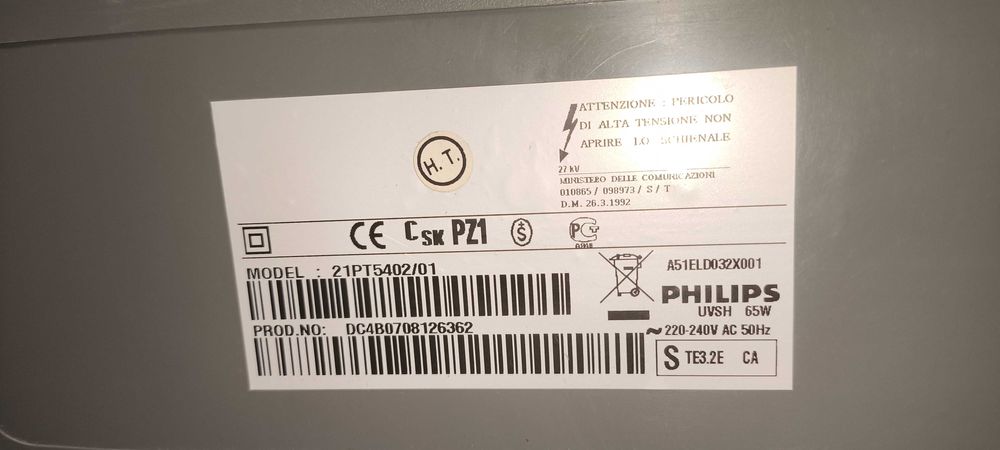 ATTENZIONE : PERICOLO
DI ALTA TENSIONE NON
APRIRE LO SCHIENALE
27 kV
MINISTERO DELLE COMUNICAZIONI
010865 / 098973 / S / T
D.M. 26.3.1992
H.T.
CE CSK PZ1 Š
MODEL : 21PT5402/01
A51ELD032X001
PHILIPS
UVSH 65W
PROD.NO: DC4B0708126362
~ 220-240V AC 50Hz
S TE3.2E CA